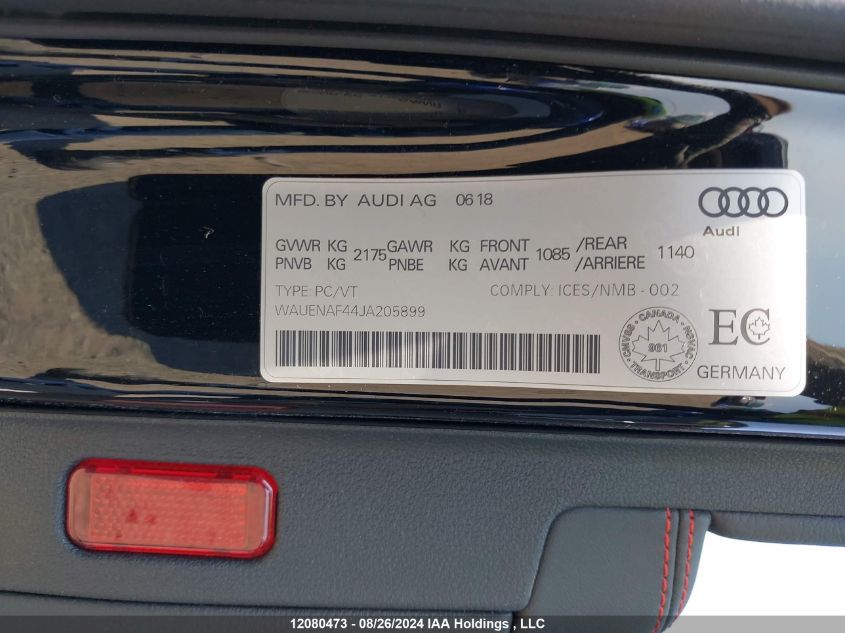 MFD. BY AUDI AG 0618
Audi
GVWR KG 2175 GAWR KG FRONT 1085 /REAR 1140
PNVB KG PNBE KG AVANT /ARRIERE
TYPE: PC/VT COMPLY: ICES/NMB-002
WAUENAF44JA205899
CMVSS - CANADA - NSVAC
961
TRANSPORT
EC
GERMANY
12080473 - 08/26/2024 IAA Holdings , LLC